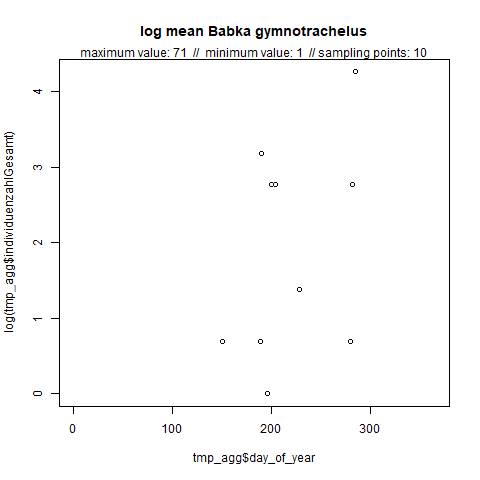 log mean Babka gymnotrachelus
maximum value: 71 // minimum value: 1 // sampling points: 10
log(tmp_agg$individuenzahlGesamt)
4
3
2
1
0
0 100 200 300
tmp_agg$day_of_year